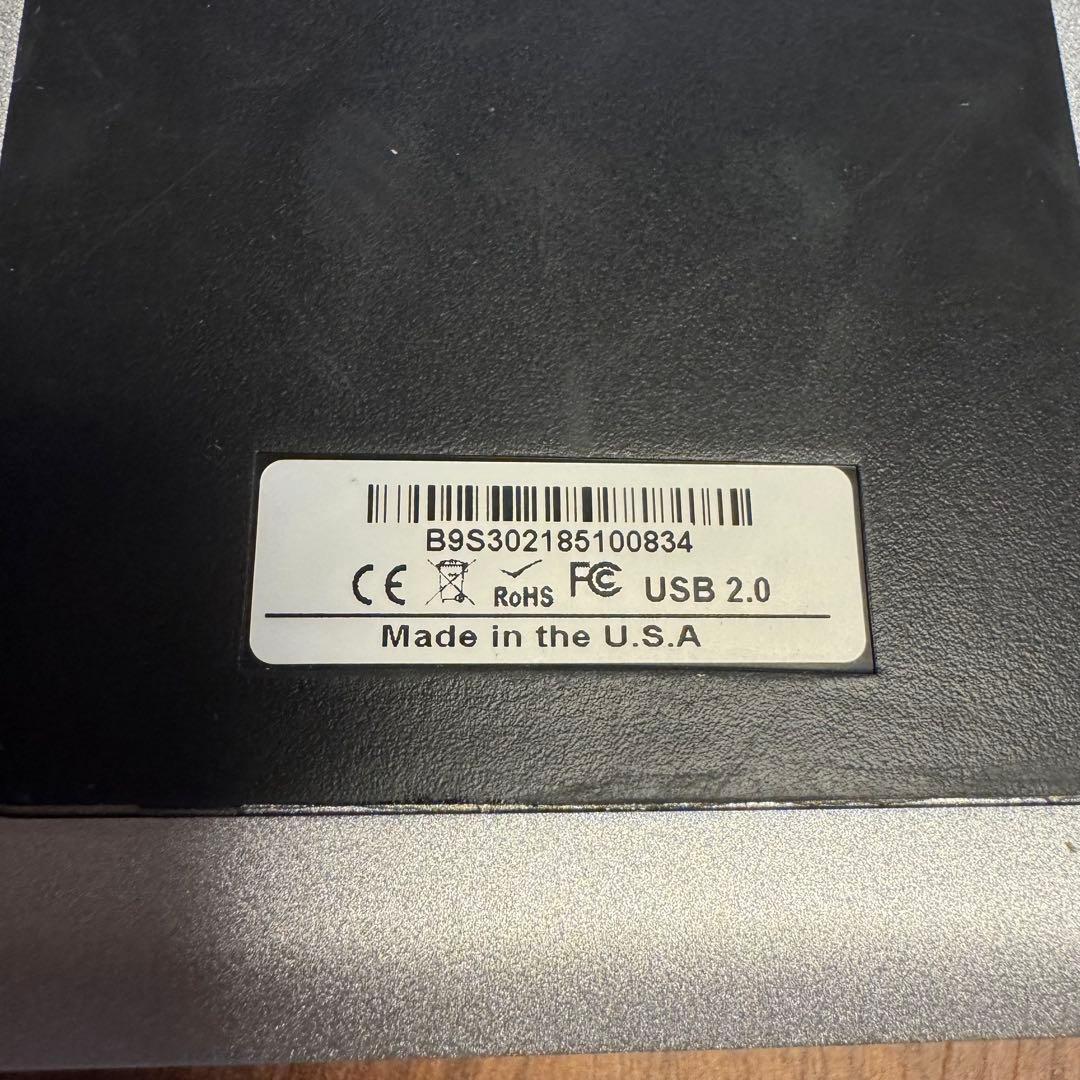 B9S302185100834
CE RoHS FC USB 2.0
Made in the U.S.A